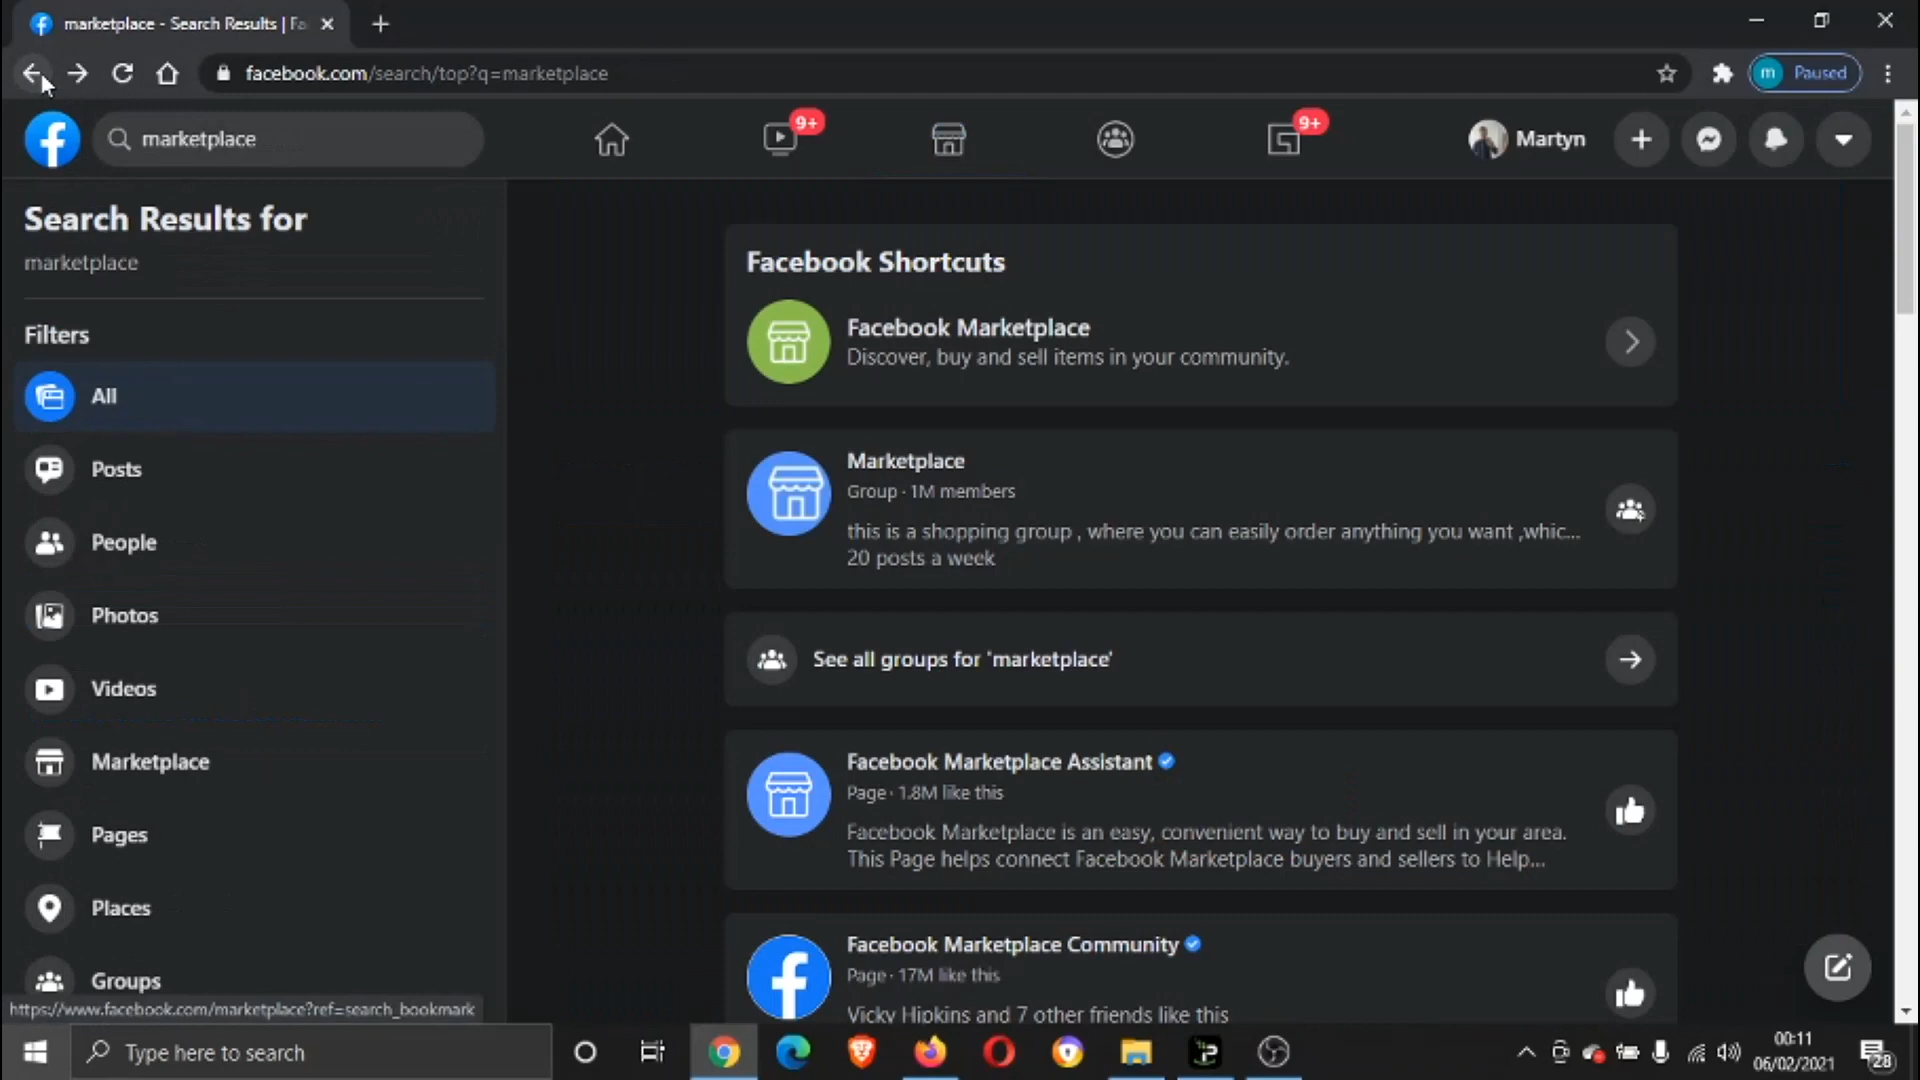 marketplace - Search Results | Fa
facebook.com/search/top?q=marketplace
m Paused
marketplace
9+
9+
Martyn
Search Results for
marketplace
Filters
All
Posts
People
Photos
Videos
Marketplace
Pages
Places
Groups
Facebook Shortcuts
Facebook Marketplace
Discover, buy and sell items in your community.
Marketplace
Group · 1M members
this is a shopping group , where you can easily order anything you want ,whic...
20 posts a week
See all groups for 'marketplace'
Facebook Marketplace Assistant
Page · 1.8M like this
Facebook Marketplace is an easy, convenient way to buy and sell in your area.
This Page helps connect Facebook Marketplace buyers and sellers to Help...
Facebook Marketplace Community
Page · 17M like this
Vicky Hipkins and 7 other friends like this
https://www.facebook.com/marketplace?ref=search_bookmark
Type here to search
00:11
06/02/2021
28